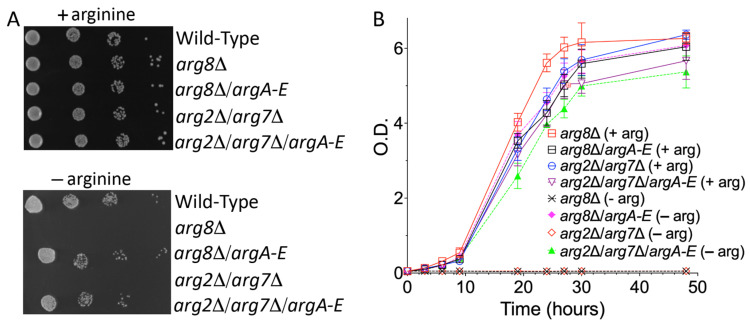 A
+ arginine
Wild-Type
arg8Δ
arg8Δ/argA-E
arg2Δ/arg7Δ
arg2Δ/arg7Δ/argA-E
– arginine
Wild-Type
arg8Δ
arg8Δ/argA-E
arg2Δ/arg7Δ
arg2Δ/arg7Δ/argA-E
B
O.D.
6
4
2
0
arg8Δ (+ arg)
arg8Δ/argA-E (+ arg)
arg2Δ/arg7Δ (+ arg)
arg2Δ/arg7Δ/argA-E (+ arg)
arg8Δ (- arg)
arg8Δ/argA-E (– arg)
arg2Δ/arg7Δ (– arg)
arg2Δ/arg7Δ/argA-E (– arg)
0 10 20 30 40 50
Time (hours)